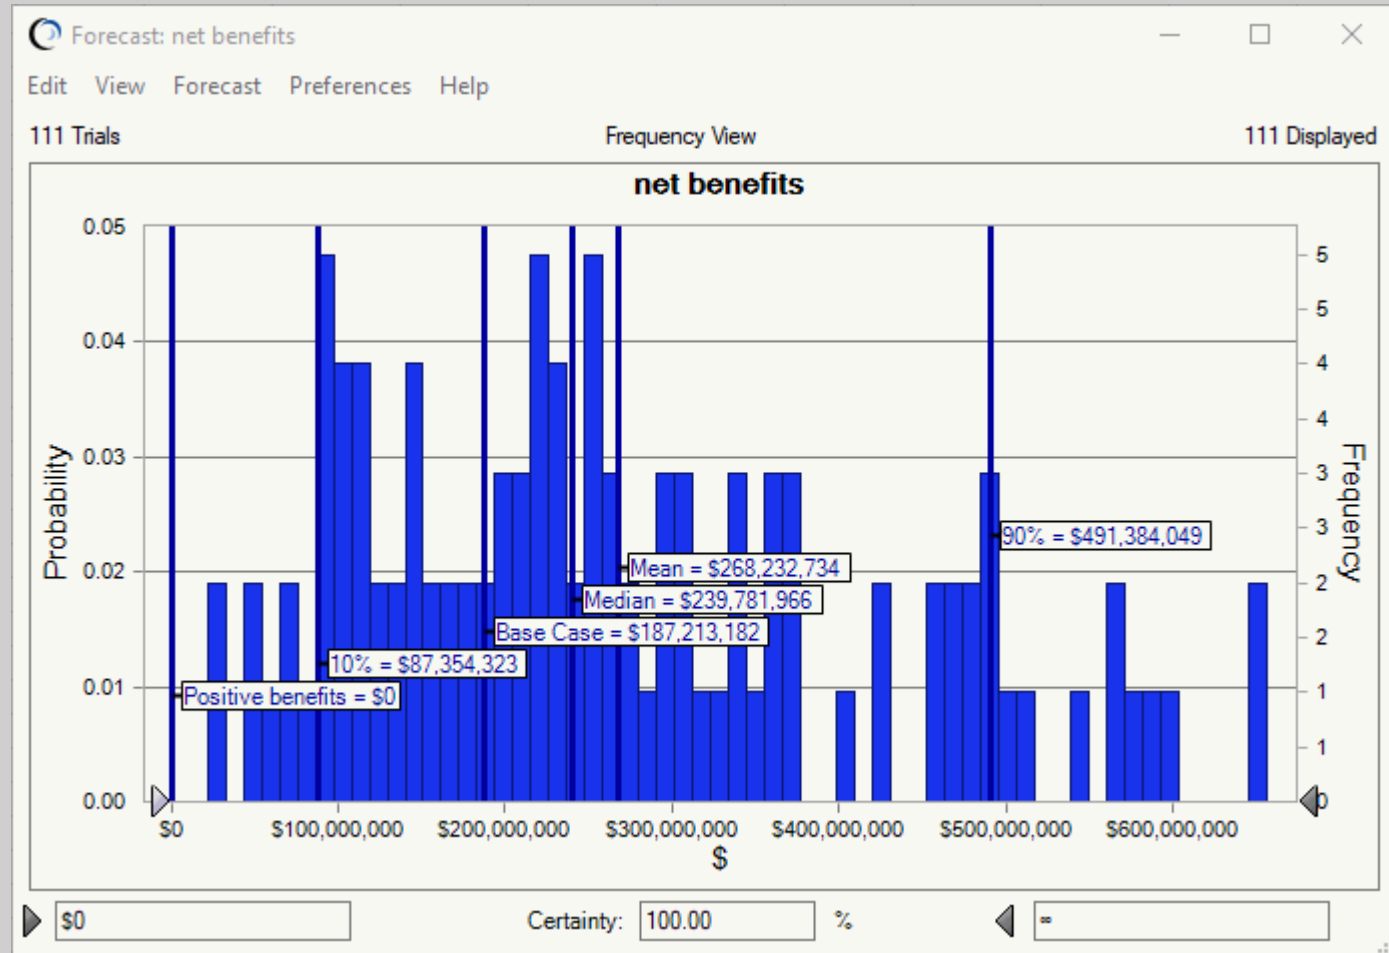 Forecast: net benefits
Edit View Forecast Preferences Help
111 Trials Frequency View 111 Displayed
net benefits
Probability
0.05
0.04
0.03
0.02
0.01
0.00
Frequency
5
5
4
4
3
3
2
2
1
1
0
90% = $491,384,049
Mean = $268,232,734
Median = $239,781,966
Base Case = $187,213,182
10% = $87,354,323
Positive benefits = $0
$0 $100,000,000 $200,000,000 $300,000,000 $400,000,000 $500,000,000 $600,000,000
$
$0 Certainty: 100.00 % ∞